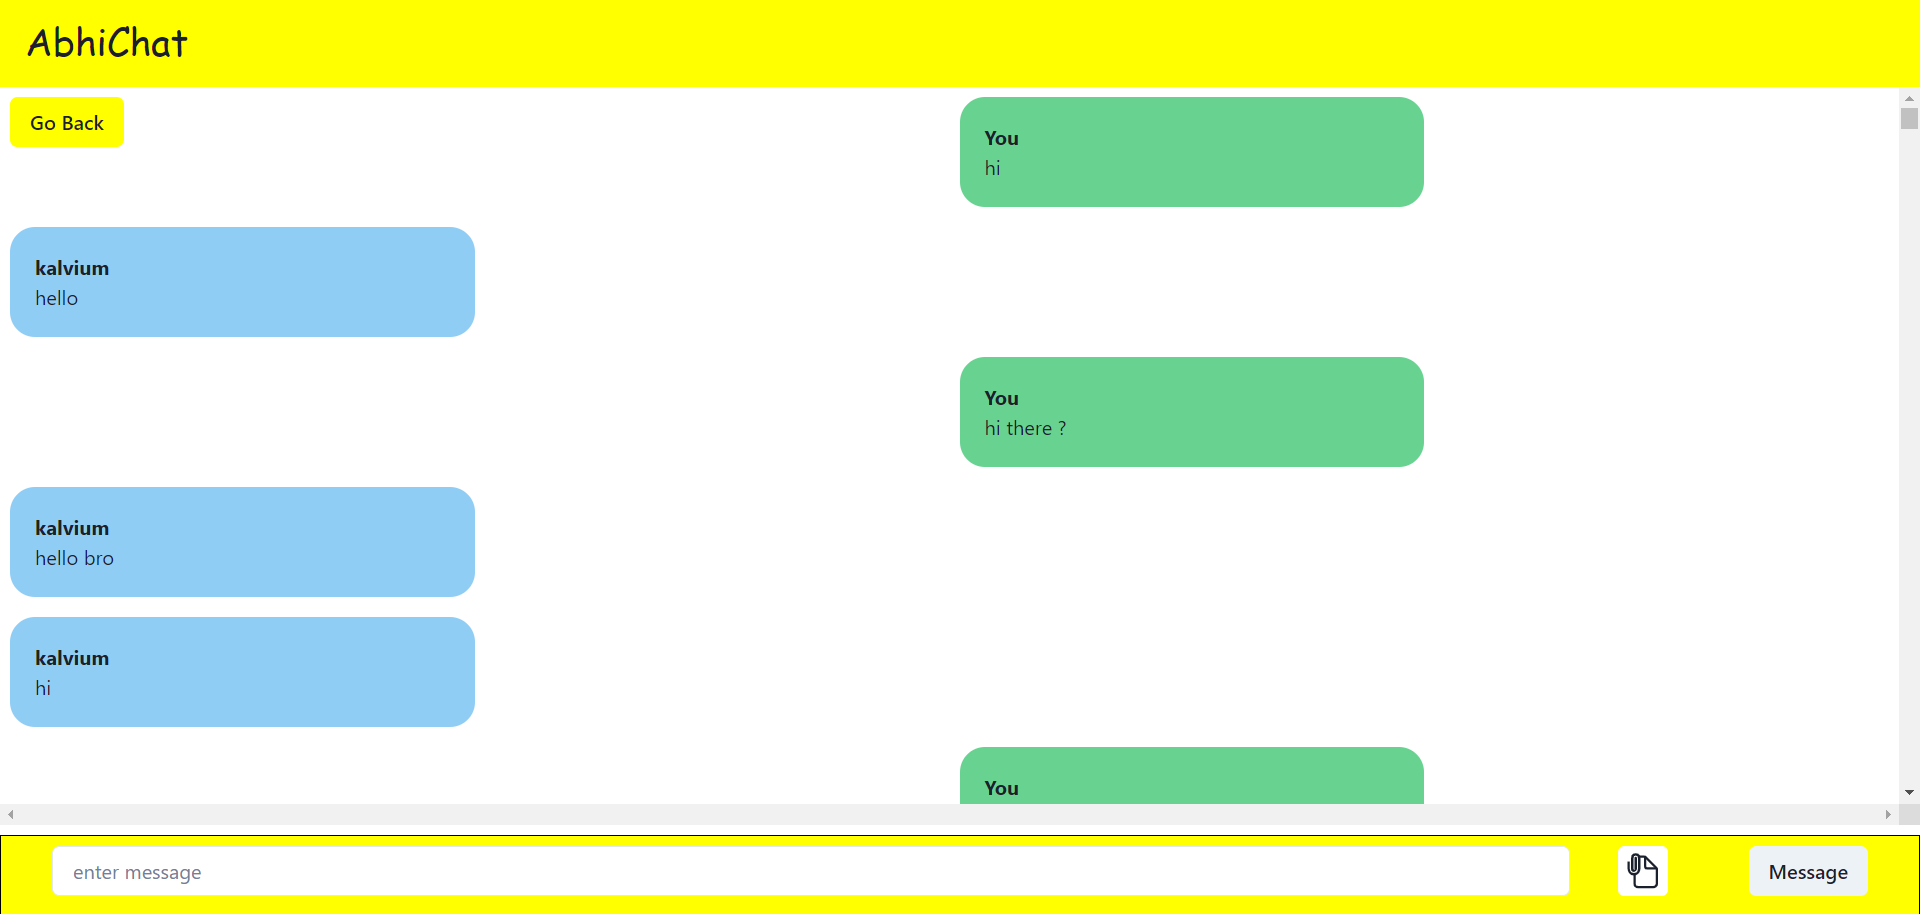 AbhiChat
Go Back
You
hi
kalvium
hello
You
hi there ?
kalvium
hello bro
kalvium
hi
You
enter message
Message